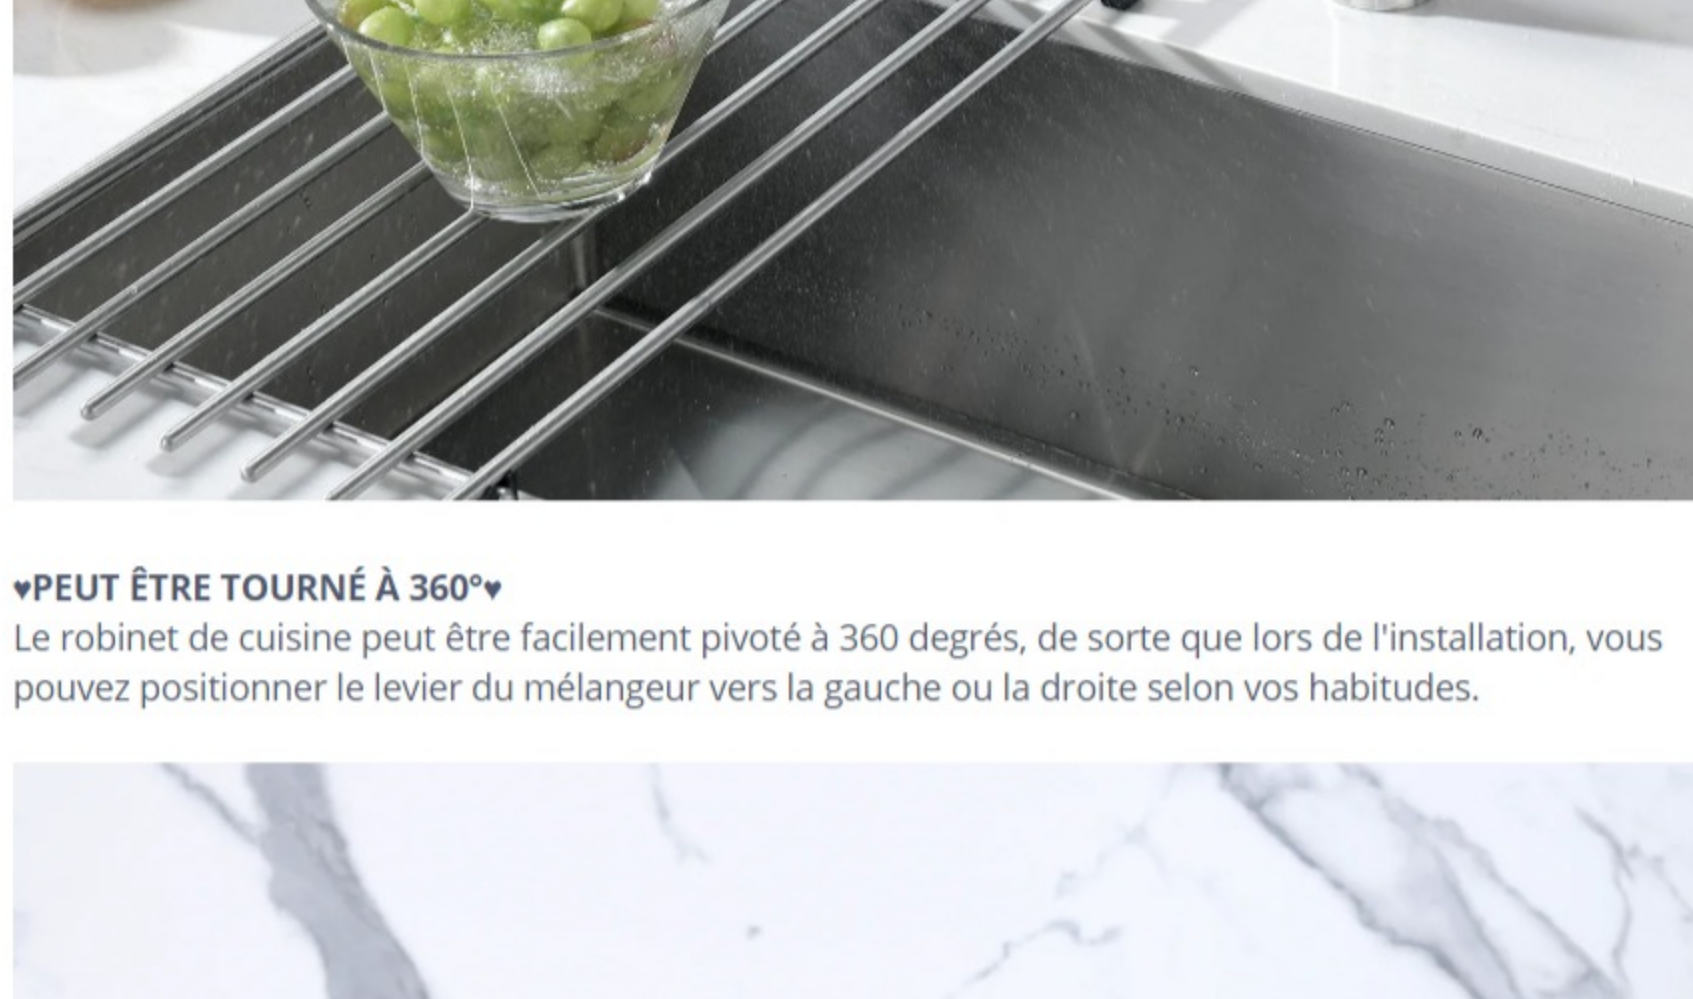 ♥PEUT ÊTRE TOURNÉ À 360°♥
Le robinet de cuisine peut être facilement pivoté à 360 degrés, de sorte que lors de l'installation, vous
pouvez positionner le levier du mélangeur vers la gauche ou la droite selon vos habitudes.